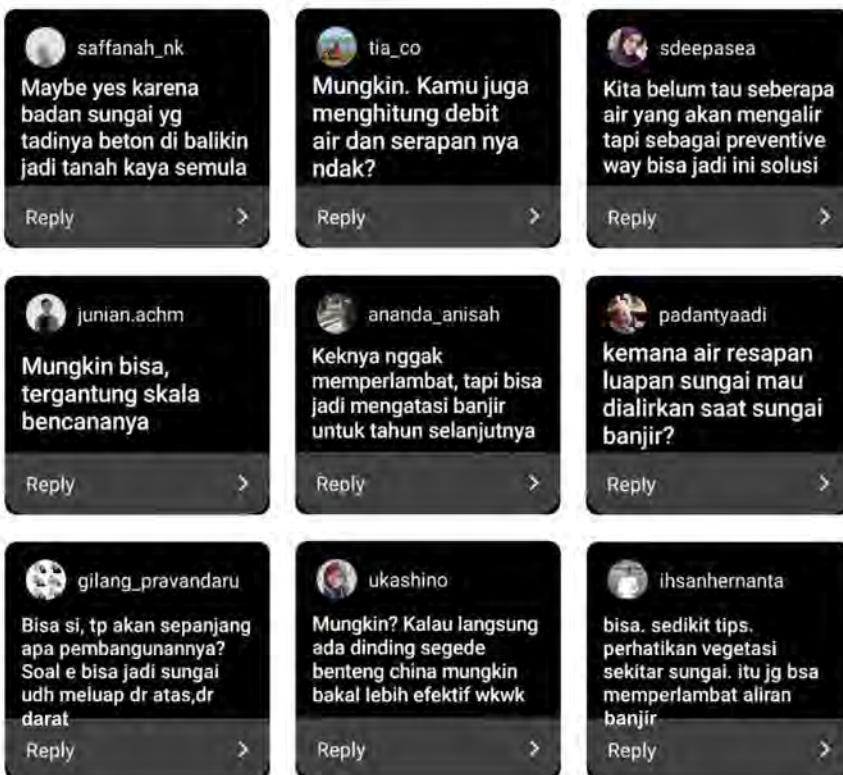 saffanah_nk
Maybe yes karena
badan sungai yg
tadinya beton di balikin
jadi tanah kaya semula
Reply
tia_co
Mungkin. Kamu juga
menghitung debit
air dan serapan nya
ndak?
Reply
sdeepasea
Kita belum tau seberapa
air yang akan mengalir
tapi sebagai preventive
way bisa jadi ini solusi
Reply
junian.achm
Mungkin bisa,
tergantung skala
bencananya
Reply
ananda_anisah
Keknya nggak
memperlambat, tapi bisa
jadi mengatasi banjir
untuk tahun selanjutnya
Reply
padantyaadi
kemana air resapan
luapan sungai mau
dialirkan saat sungai
banjir?
Reply
gilang_pravandaru
Bisa si, tp akan sepanjang
apa pembangunannya?
Soal e bisa jadi sungai
udh meluap dr atas,dr
darat
Reply
ukashino
Mungkin? Kalau langsung
ada dinding segede
benteng china mungkin
bakal lebih efektif wkwk
Reply
ihsanhernanta
bisa. sedikit tips.
perhatikan vegetasi
sekitar sungai. itu jg bsa
memperlambat aliran
banjir
Reply